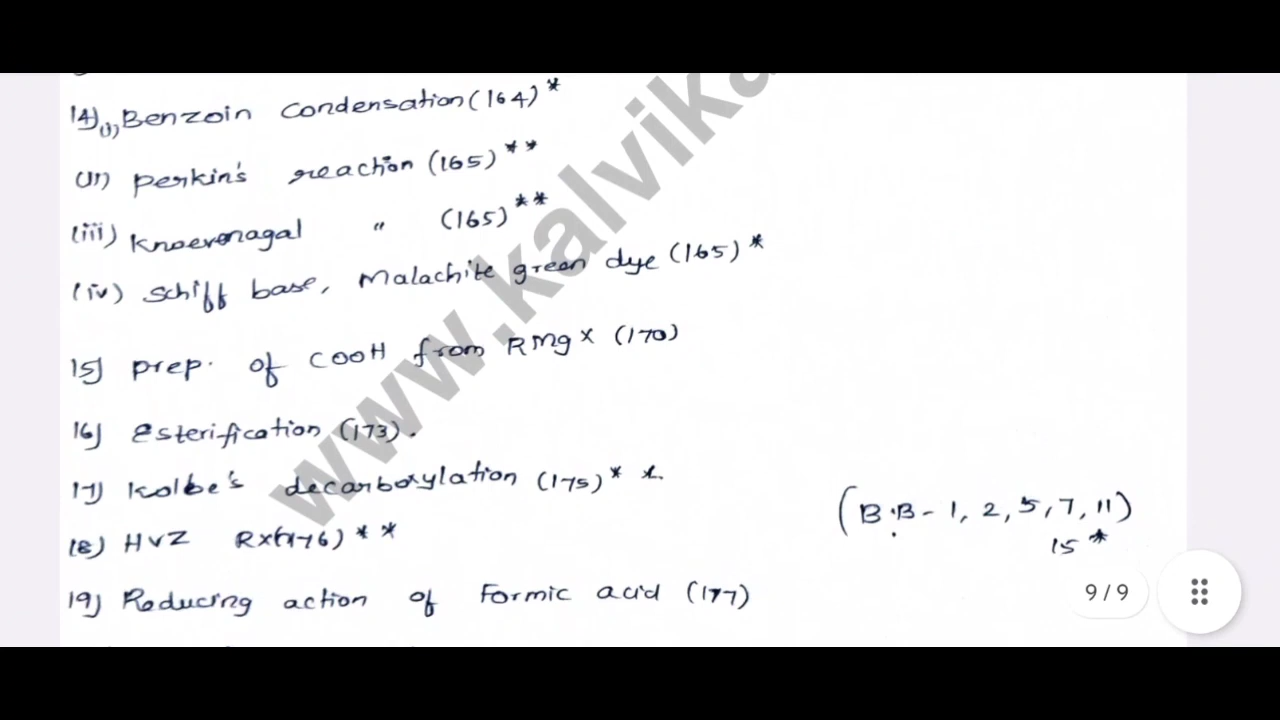 14) (i) Benzoin Condensation (164) *
(ii) Perkin's reaction (165) **
(iii) Knoevenagal " (165) **
(iv) Schiff base, Malachite green dye (165) *
15) Prep. of COOH from RMgX (170)
16) Esterification (173).
17) Kolbe's decarboxylation (175) * *
18) HVZ Rx (176) * *
19) Reducing action of Formic acid (177)
(B.B - 1, 2, 5, 7, 11)
15 *
9 / 9
www.kalvika